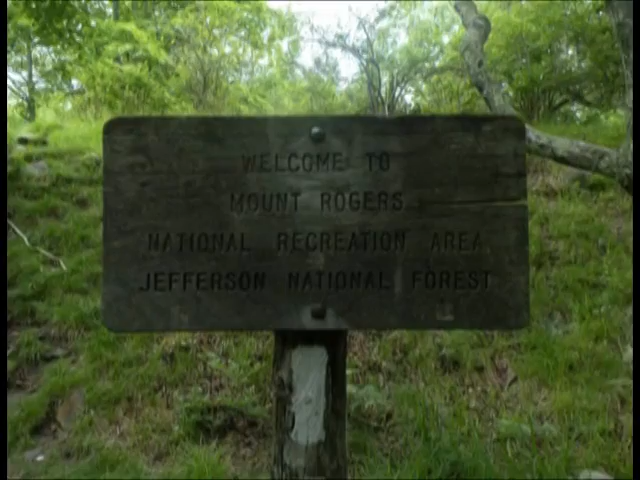 WELCOME TO
MOUNT ROGERS
NATIONAL RECREATION AREA
JEFFERSON NATIONAL FOREST